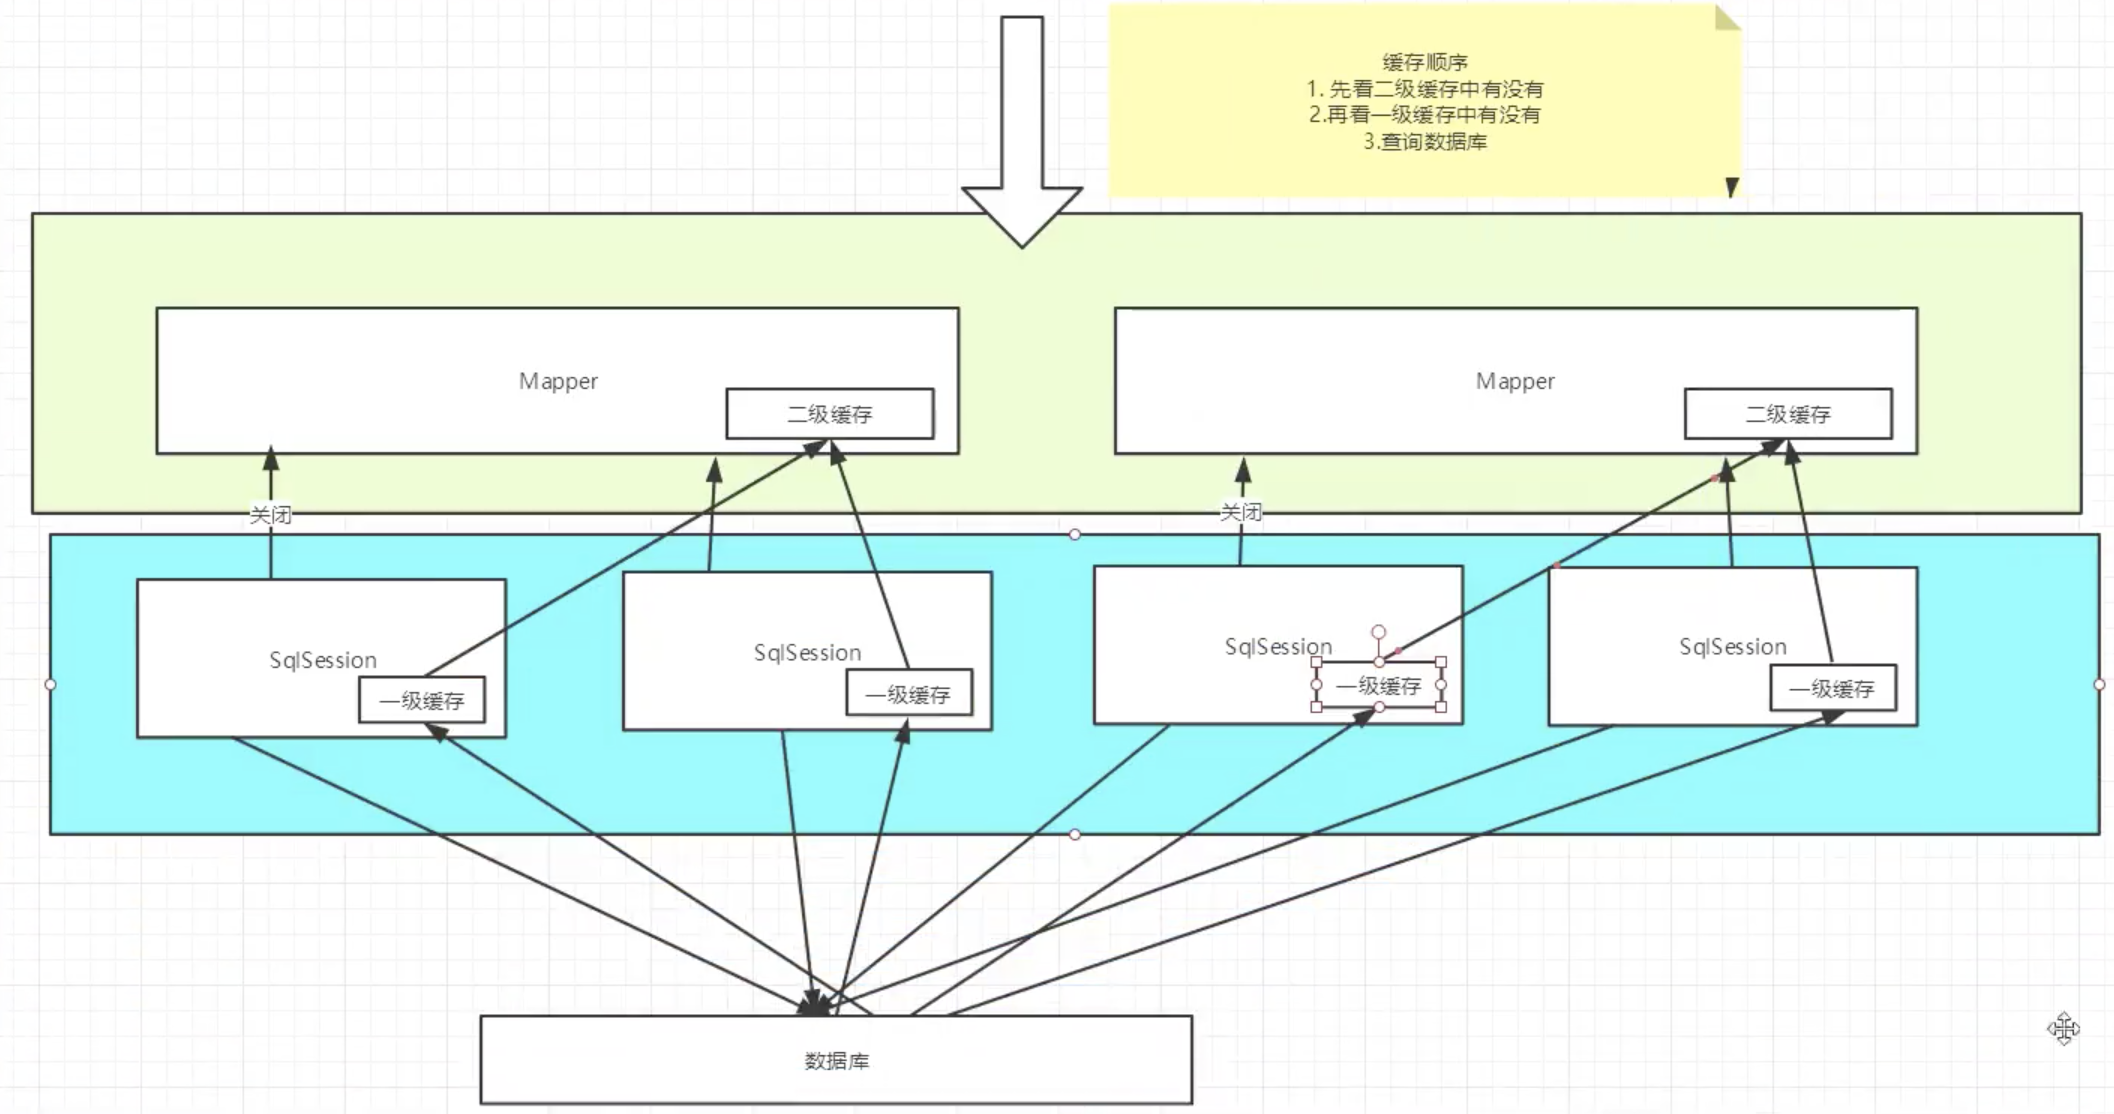 缓存顺序
1. 先看二级缓存中有没有
2.再看一级缓存中有没有
3.查询数据库
Mapper
二级缓存
Mapper
二级缓存
关闭
关闭
SqlSession
一级缓存
SqlSession
一级缓存
SqlSession
一级缓存
SqlSession
一级缓存
数据库